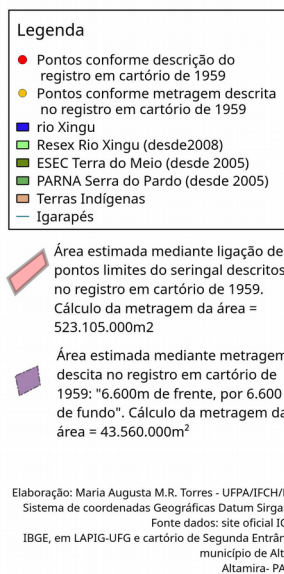 Legenda
Pontos conforme descrição do
registro em cartório de 1959
Pontos conforme metragem descrita
no registro em cartório de 1959
rio Xingu
Resex Rio Xingu (desde2008)
ESEC Terra do Meio (desde 2005)
PARNA Serra do Pardo (desde 2005)
Terras Indígenas
Igarapés
Área estimada mediante ligação de
pontos limites do seringal descritos
no registro em cartório de 1959.
Cálculo da metragem da área =
523.105.000m2
Área estimada mediante metragem
descita no registro em cartório de
1959: "6.600m de frente, por 6.600
de fundo". Cálculo da metragem da
área = 43.560.000m²
Elaboração: Maria Augusta M.R. Torres - UFPA/IFCH/
Sistema de coordenadas Geográficas Datum Sirga
Fonte dados: site oficial
IBGE, em LAPIG-UFG e cartório de Segunda
município de
Altamira- PA